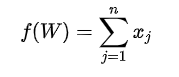 f(W) = \sum_{j=1}^{n} x_j